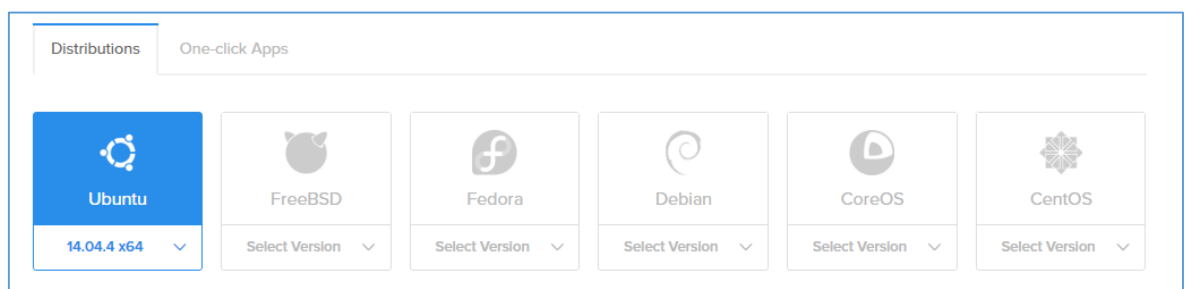 Distributions One-click Apps
Ubuntu FreeBSD Fedora Debian CoreOS CentOS
14.04.4 x64 Select Version Select Version Select Version Select Version Select Version